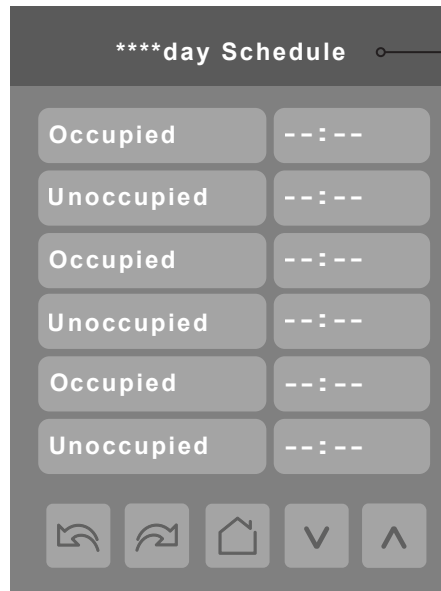 ****day Schedule
Occupied --:--
Unoccupied --:--
Occupied --:--
Unoccupied --:--
Occupied --:--
Unoccupied --:--